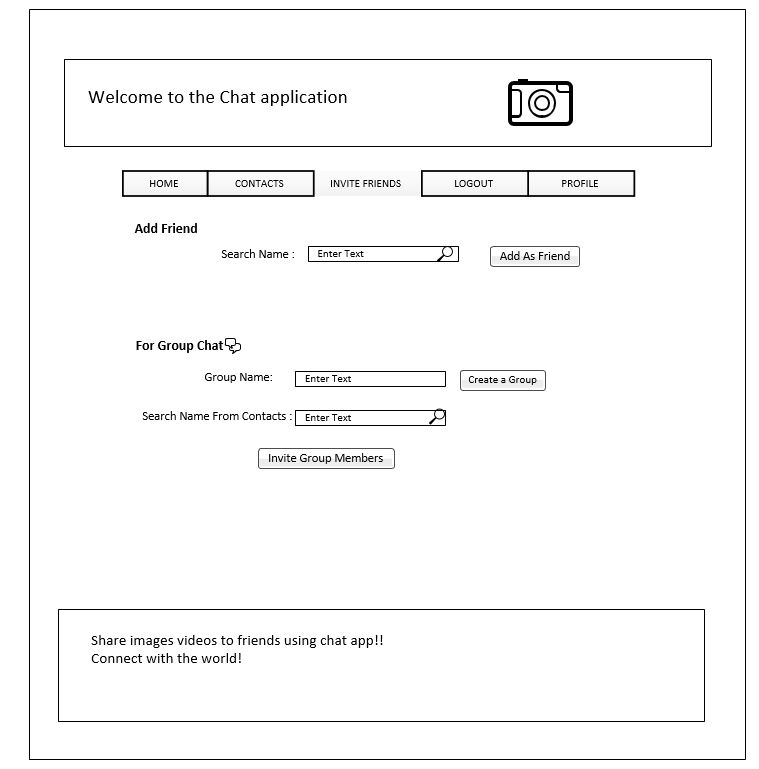 Welcome to the Chat application
HOME CONTACTS INVITE FRIENDS LOGOUT PROFILE
Add Friend
Search Name : Enter Text Add As Friend
For Group Chat
Group Name: Enter Text Create a Group
Search Name From Contacts : Enter Text
Invite Group Members
Share images videos to friends using chat app!!
Connect with the world!